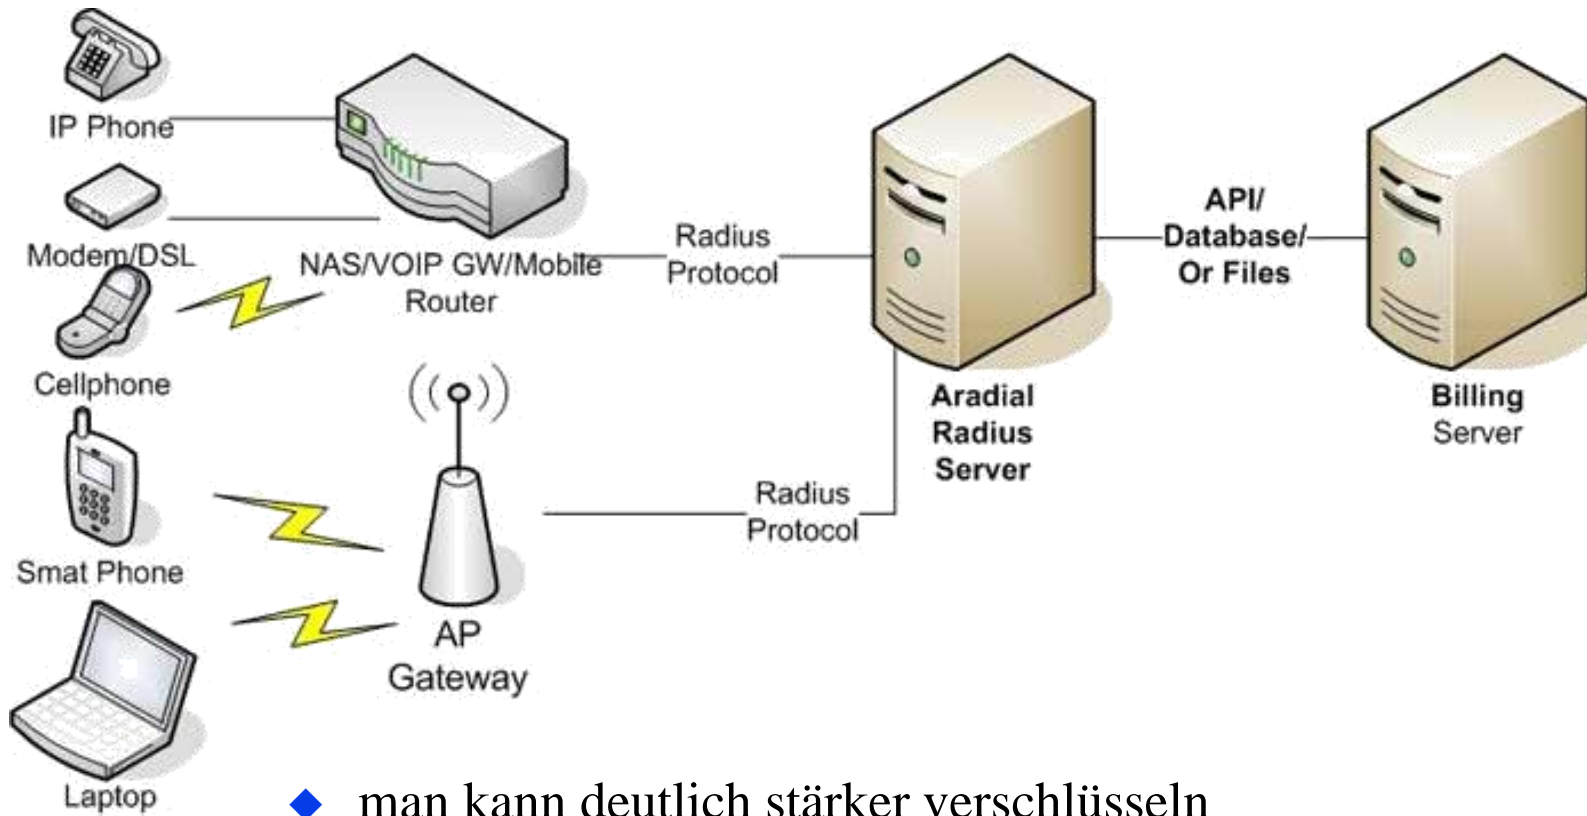 IP Phone
Modem/DSL
Cellphone
Smat Phone
Laptop
NAS/VOIP GW/Mobile
Router
AP
Gateway
Radius
Protocol
Radius
Protocol
Aradial
Radius
Server
API/
Database/
Or Files
Billing
Server
man kann deutlich stärker verschlüsseln